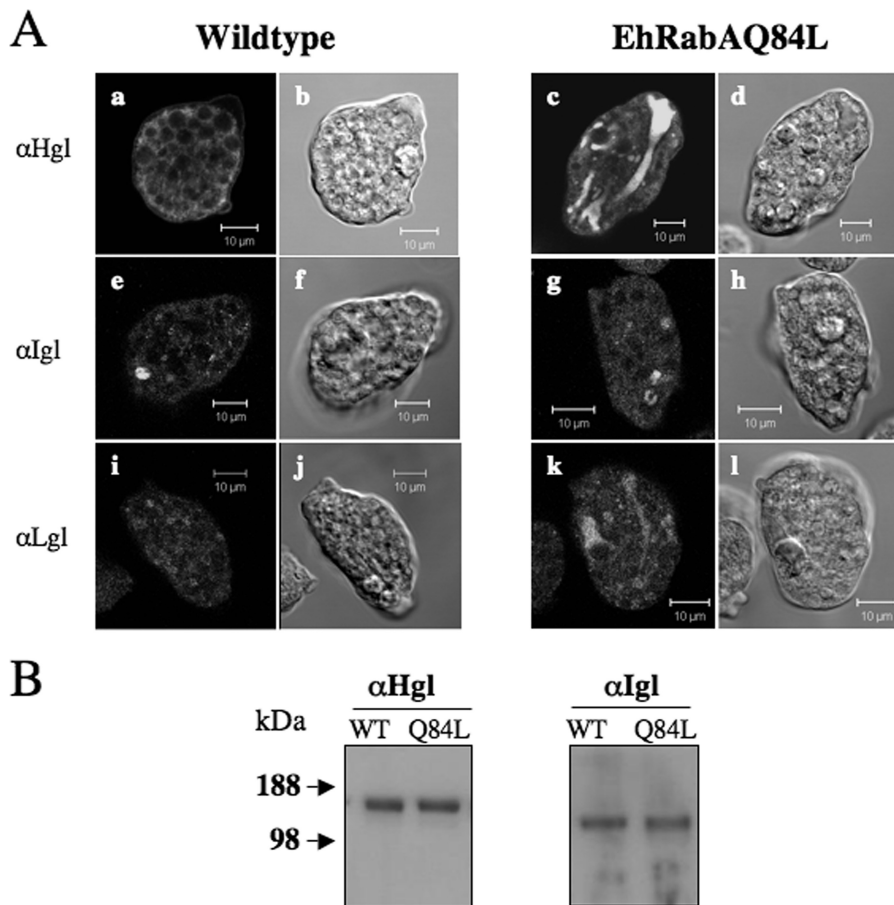 A
Wildtype EhRabAQ84L
a b c d
αHgl
10 µm 10 µm 10 µm 10 µm
e f g h
αIgl
10 µm 10 µm 10 µm 10 µm
i j k l
10 µm 10 µm
αLgl
10 µm 10 µm
B
αHgl αIgl
kDa WT Q84L WT Q84L
188
98